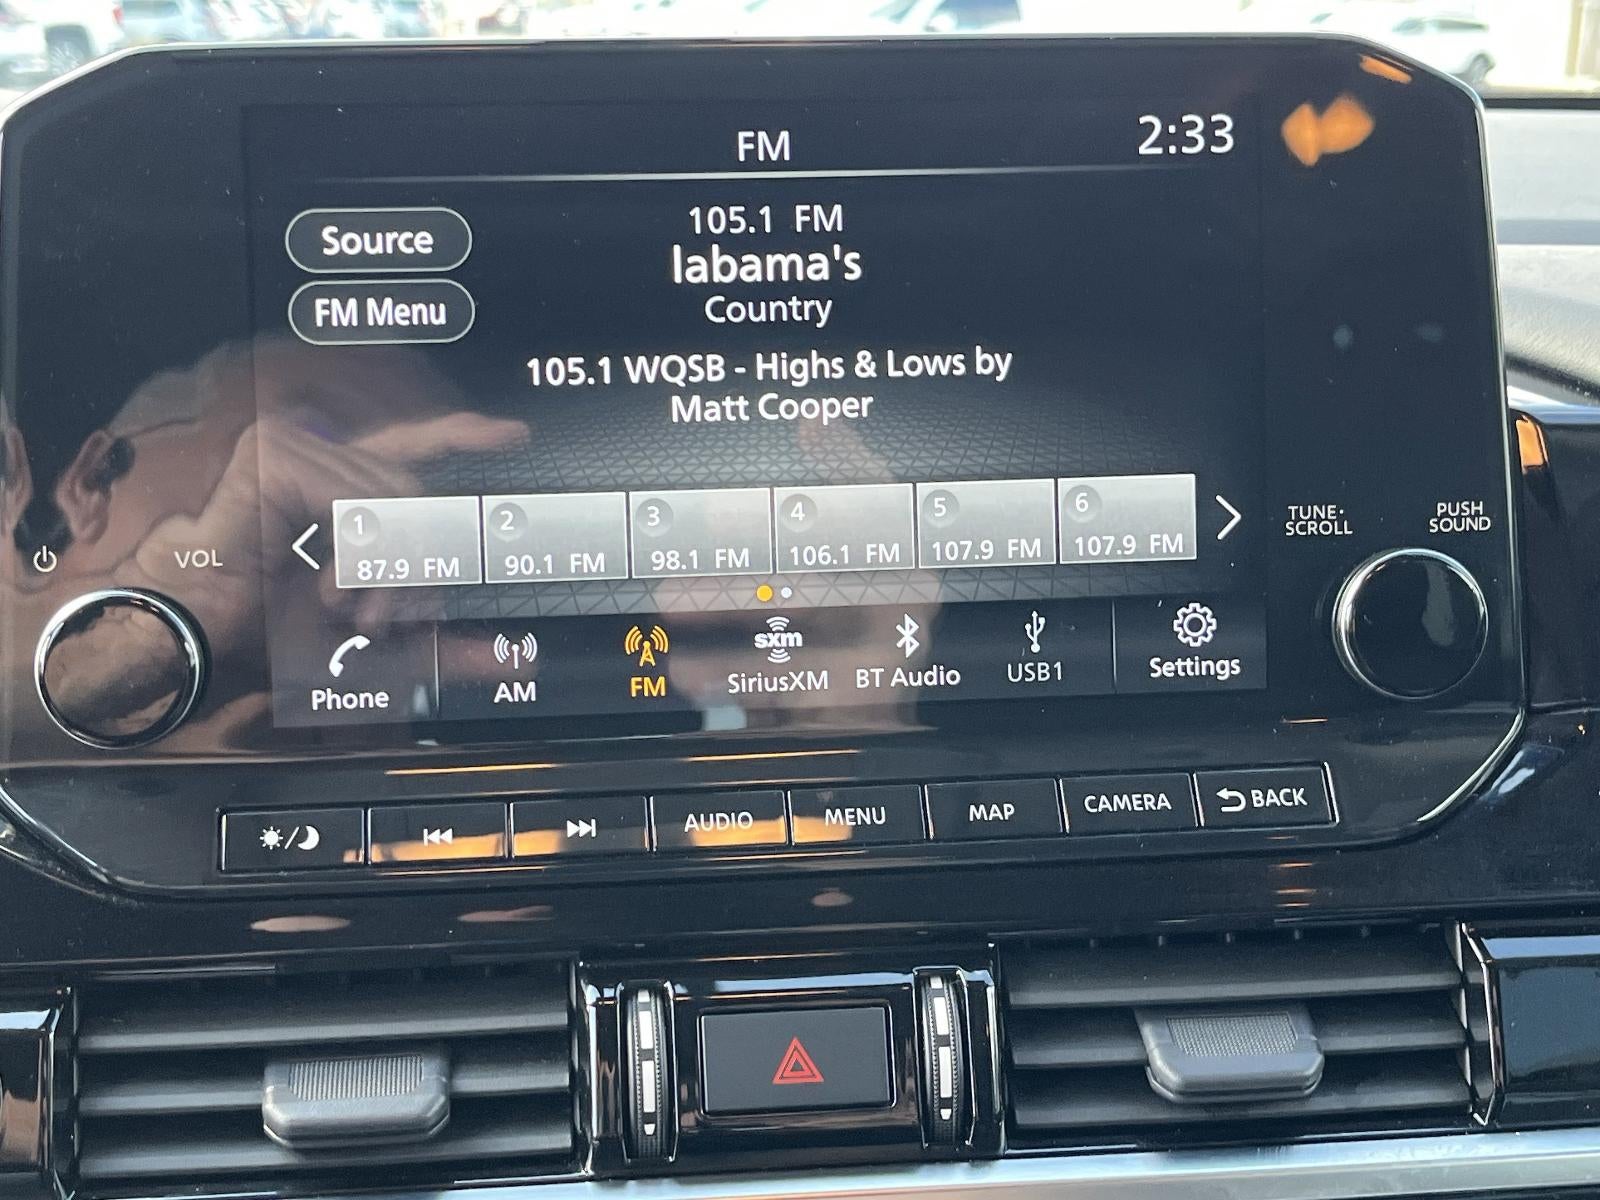 FM
2:33
Source
FM Menu
105.1 FM
labama's
Country
105.1 WQSB - Highs & Lows by
Matt Cooper
1
87.9 FM
2
90.1 FM
3
98.1 FM
4
106.1 FM
5
107.9 FM
6
107.9 FM
VOL
TUNE·
SCROLL
PUSH
SOUND
Phone
AM
FM
sxm
SiriusXM
BT Audio
USB1
Settings
AUDIO
MENU
MAP
CAMERA
BACK